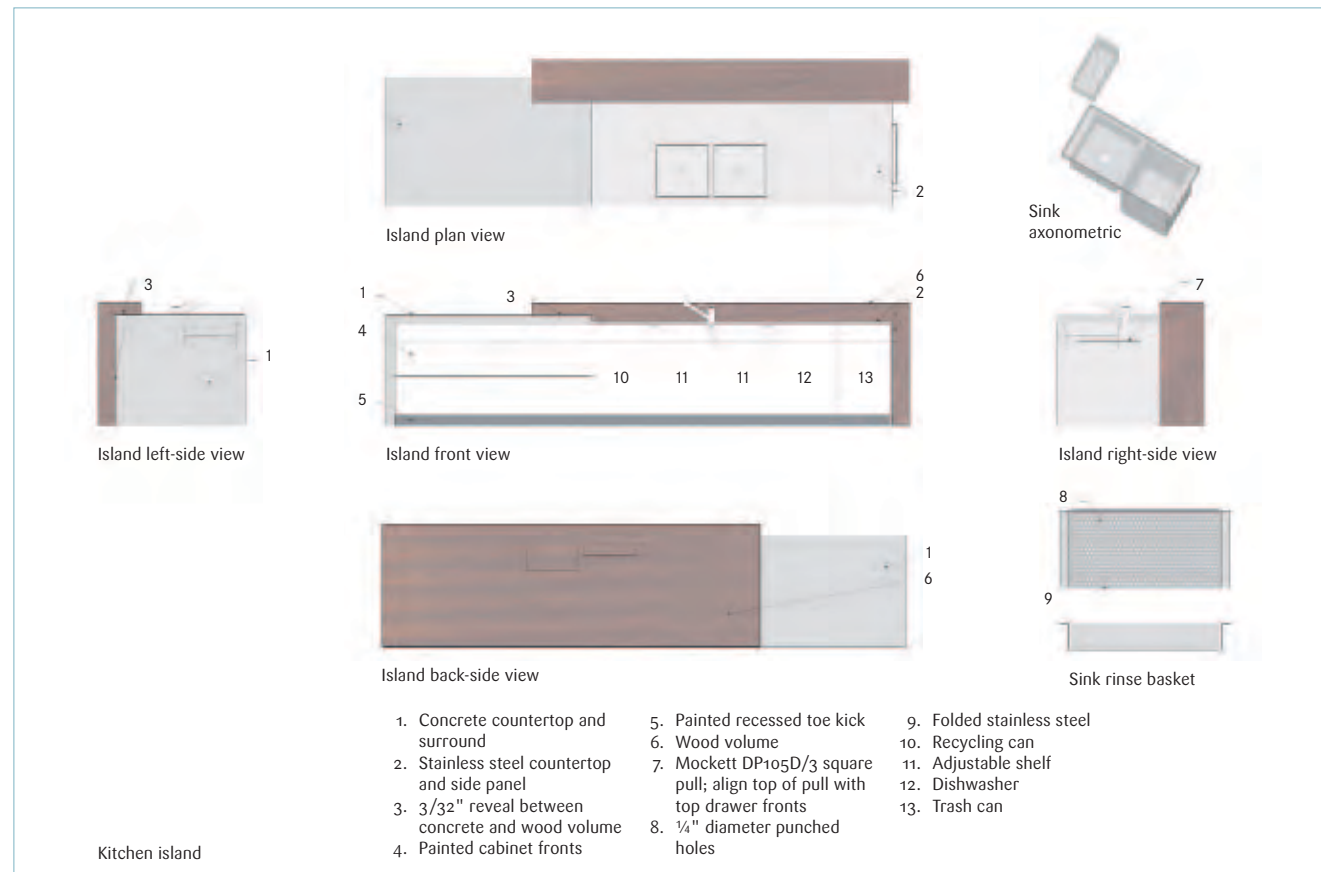 2
Island plan view
Sink
axonometric
3
1
Island left-side view
1
3
6
2
4
10
11
11
12
13
5
Island front view
7
Island right-side view
1
6
Island back-side view
8
9
Sink rinse basket
1. Concrete countertop and
surround
2. Stainless steel countertop
and side panel
3. 3/32" reveal between
concrete and wood volume
4. Painted cabinet fronts
5. Painted recessed toe kick
6. Wood volume
7. Mockett DP105D/3 square
pull; align top of pull with
top drawer fronts
8. ¼" diameter punched
holes
9. Folded stainless steel
10. Recycling can
11. Adjustable shelf
12. Dishwasher
13. Trash can
Kitchen island